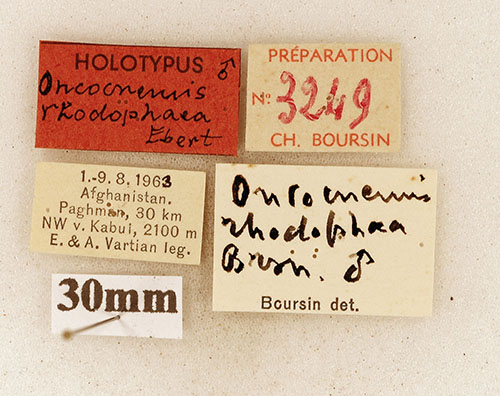 HOLOTYPUS ♂
Oncocnemis
rhodophaea
Ebert
PRÉPARATION
No 3249
CH. BOURSIN
1.-9. 8. 1963
Afghanistan.
Paghman, 30 km
NW v. Kabul, 2100 m
E. & A. Vartian leg.
Oncocnemis
rhodophaea
Brsn. ♂
Boursin det.
30mm